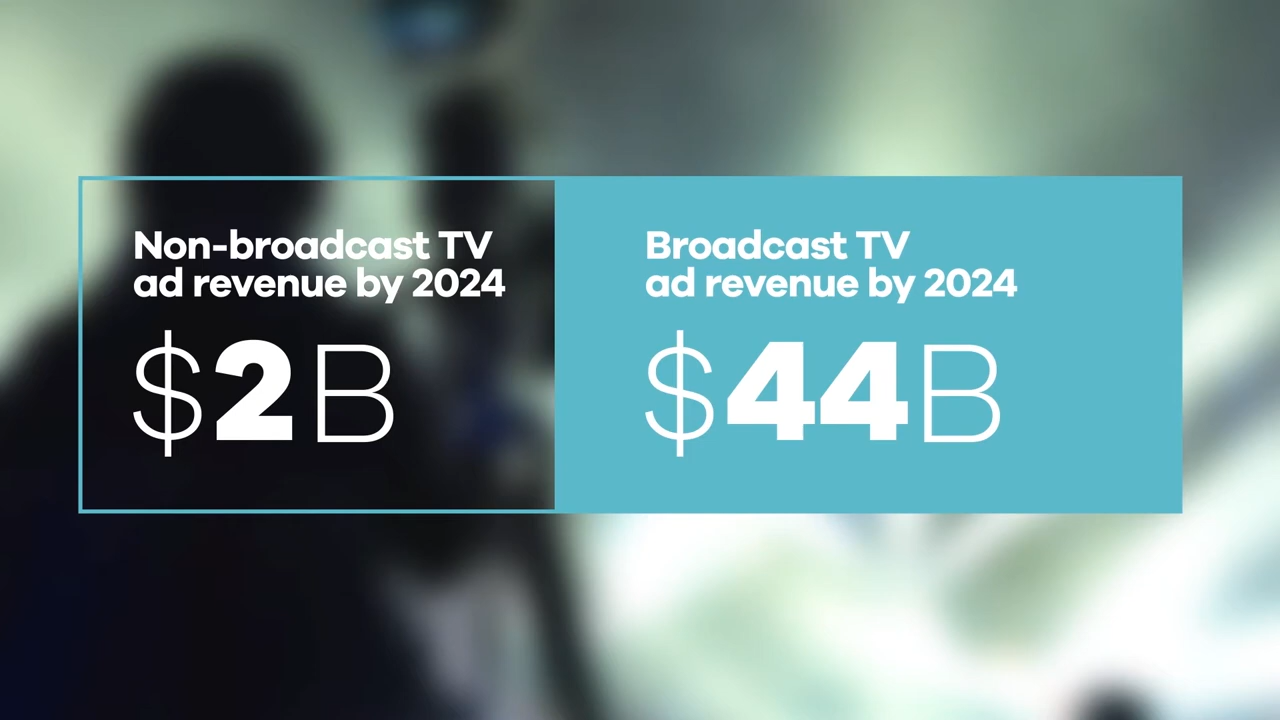 Non-broadcast TV
ad revenue by 2024
$2B
Broadcast TV
ad revenue by 2024
$44B